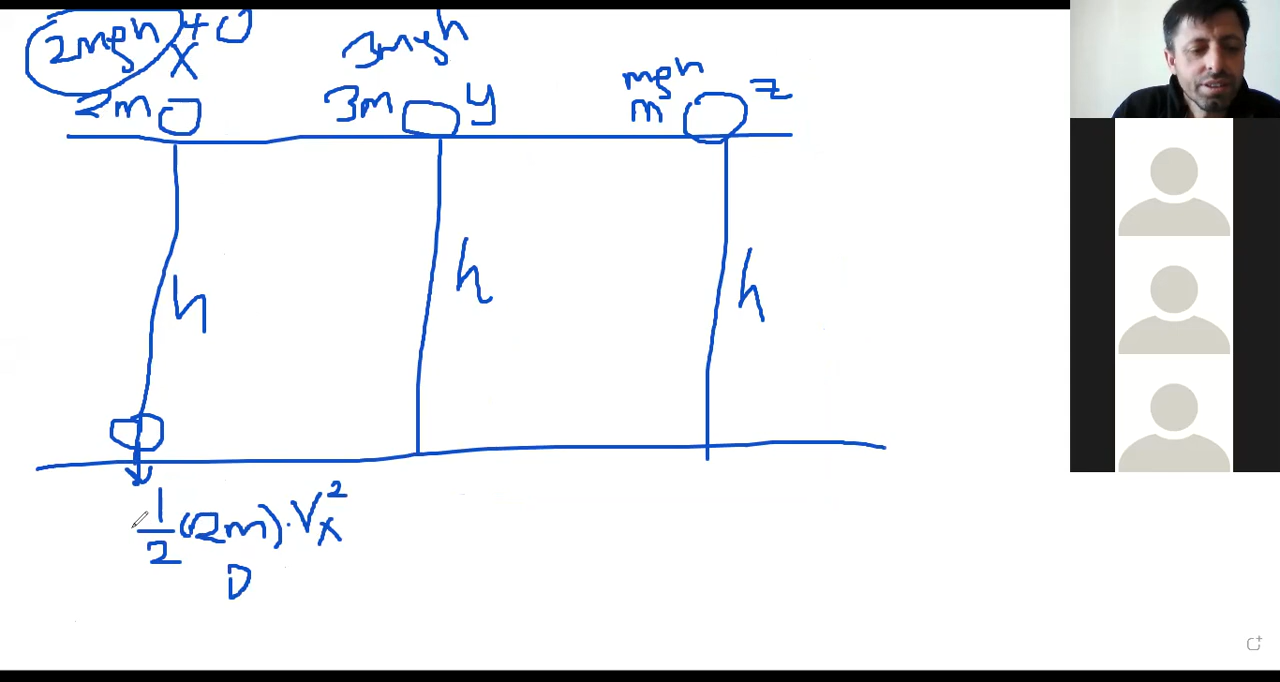 2mgh + 0
3mgh
mgh
2m x
3m y
m z
h
h
h
1/2 (2m) · Vx²
D